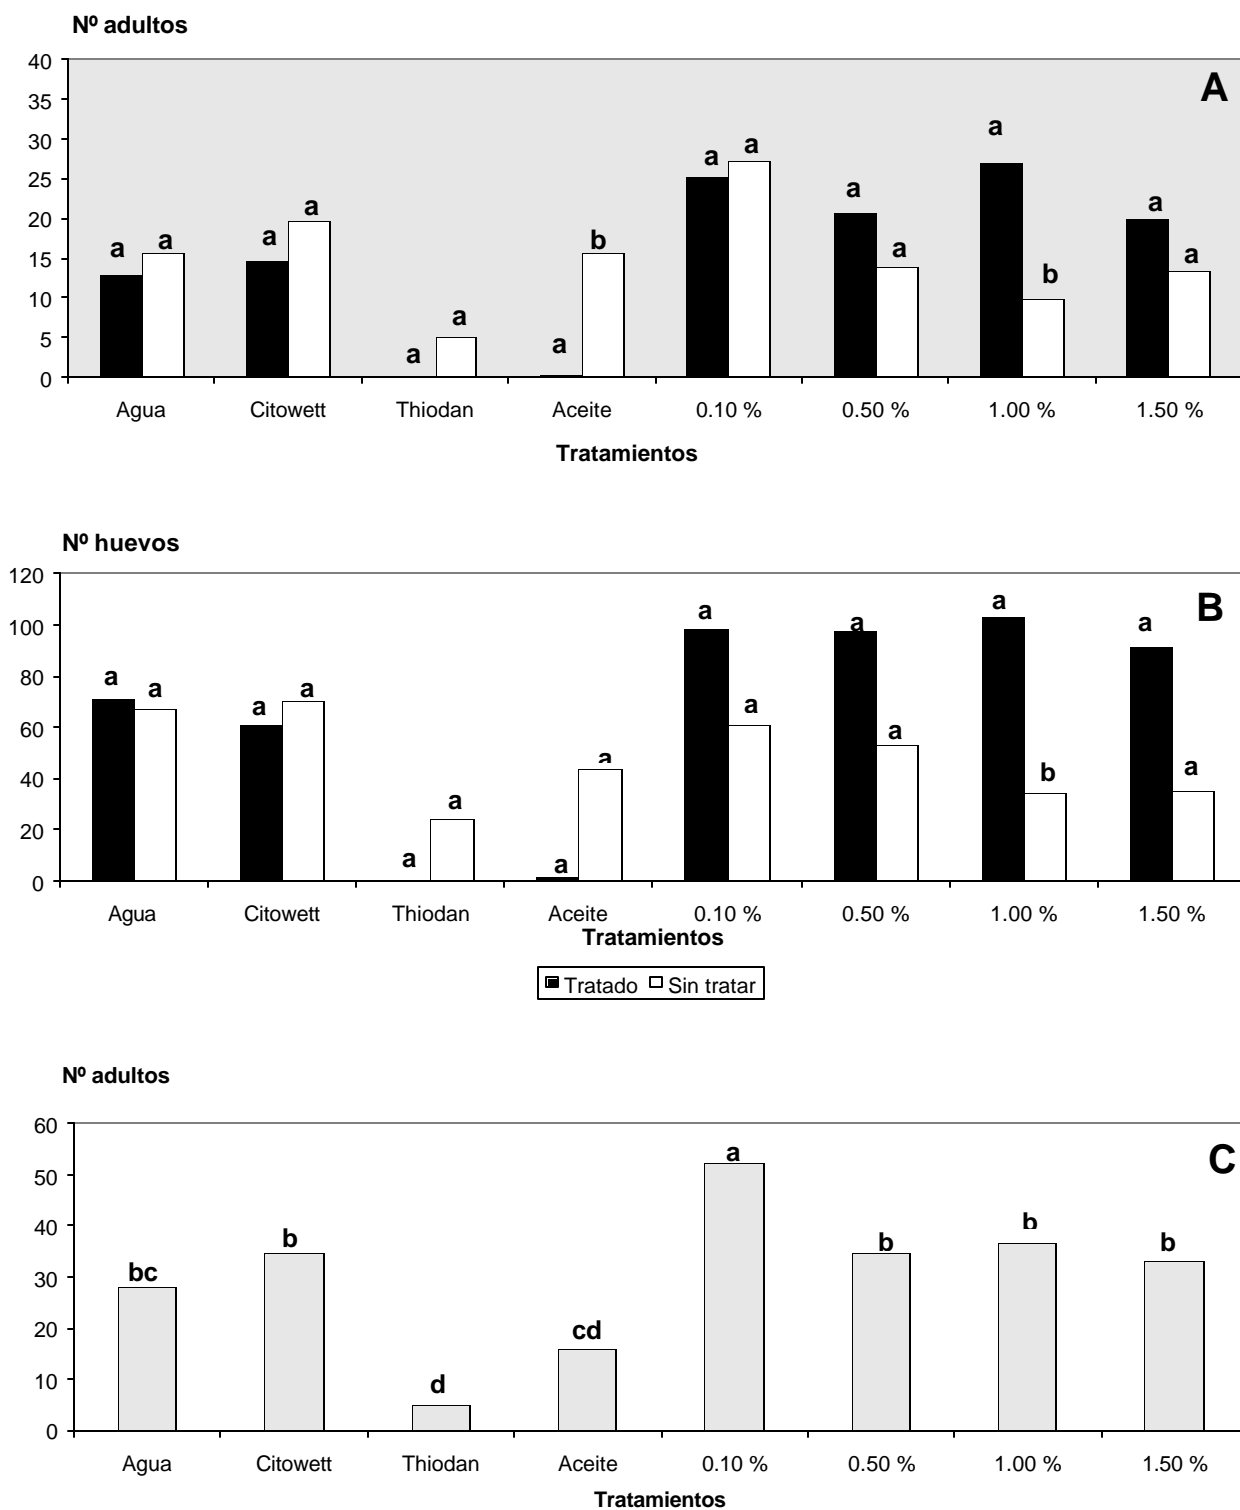 Nº adultos
A
40
35
30
25
20
15
10
5
0
a a a a a a a b a a a a a b a a
Agua Citowett Thiodan Aceite 0.10 % 0.50 % 1.00 % 1.50 %
Tratamientos
Nº huevos
B
120
100
80
60
40
20
0
a a a a a a a a a a a a a b a a
Agua Citowett Thiodan Aceite 0.10 % 0.50 % 1.00 % 1.50 %
Tratamientos
Tratado Sin tratar
Nº adultos
C
60
50
40
30
20
10
0
bc b d cd a b b b
Agua Citowett Thiodan Aceite 0.10 % 0.50 % 1.00 % 1.50 %
Tratamientos